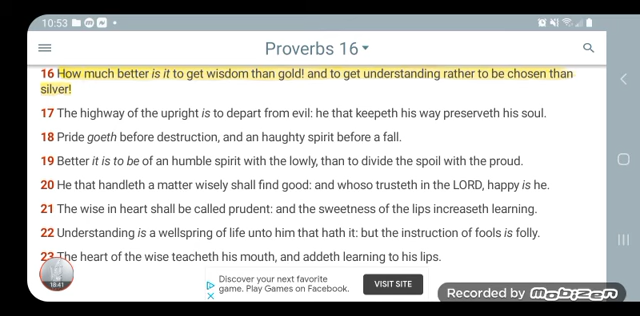 10:53
Proverbs 16
16 How much better is it to get wisdom than gold! and to get understanding rather to be chosen than
silver!
17 The highway of the upright is to depart from evil: he that keepeth his way preserveth his soul.
18 Pride goeth before destruction, and an haughty spirit before a fall.
19 Better it is to be of an humble spirit with the lowly, than to divide the spoil with the proud.
20 He that handleth a matter wisely shall find good: and whoso trusteth in the LORD, happy is he.
21 The wise in heart shall be called prudent: and the sweetness of the lips increaseth learning.
22 Understanding is a wellspring of life unto him that hath it: but the instruction of fools is folly.
23 The heart of the wise teacheth his mouth, and addeth learning to his lips.
18:41
Discover your next favorite
game. Play Games on Facebook.
VISIT SITE
Recorded by Mobizen